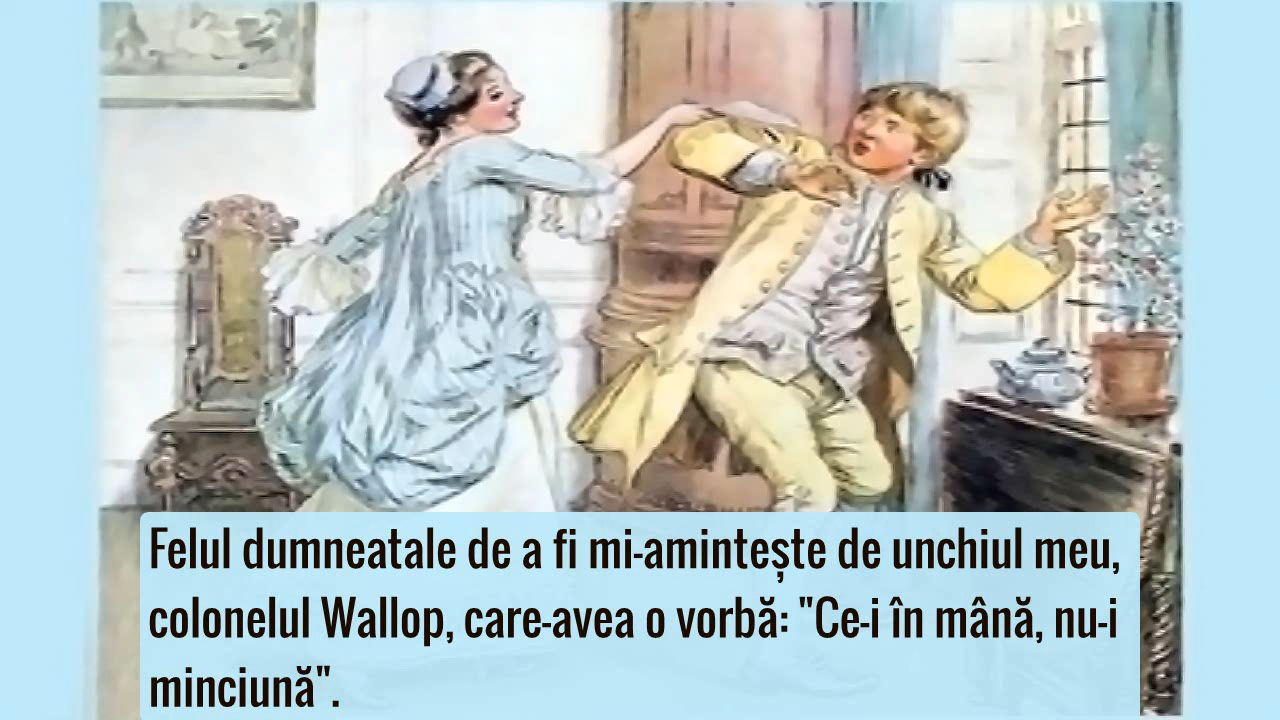 Felul dumneatale de a fi mi-amintește de unchiul meu,
colonelul Wallop, care-avea o vorbă: "Ce-i în mână, nu-i
minciună".